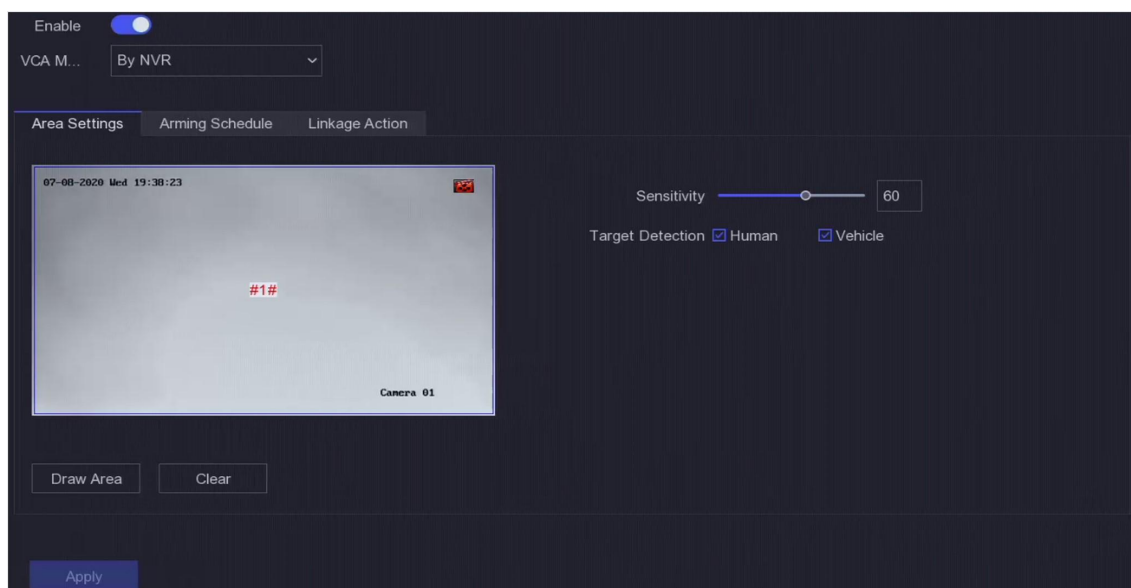 Enable
VCA M... By NVR
Area Settings Arming Schedule Linkage Action
07-08-2020 Wed 19:38:23
Sensitivity 60
Target Detection Human Vehicle
#1#
Camera 01
Draw Area Clear
Apply